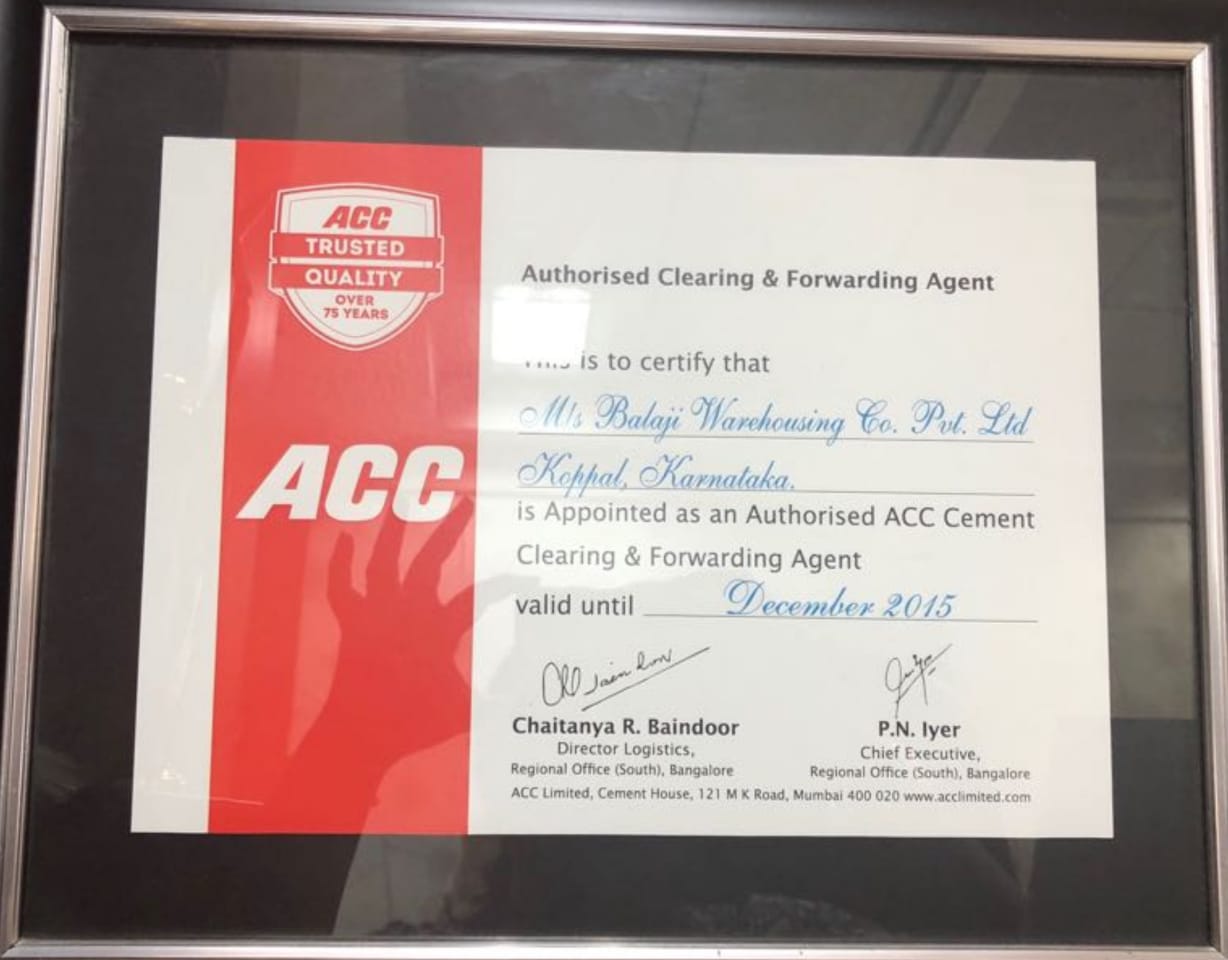 ACC
TRUSTED
QUALITY
OVER
75 YEARS
ACC
Authorised Clearing & Forwarding Agent
is to certify that
M/s Balaji Warehousing Co. Pvt. Ltd
Koppal, Karnataka.
is Appointed as an Authorised ACC Cement
Clearing & Forwarding Agent
valid until December 2015
Chaitanya R. Baindoor
Director Logistics,
Regional Office (South), Bangalore
P.N. Iyer
Chief Executive,
Regional Office (South), Bangalore
ACC Limited, Cement House, 121 M K Road, Mumbai 400 020 www.acclimited.com